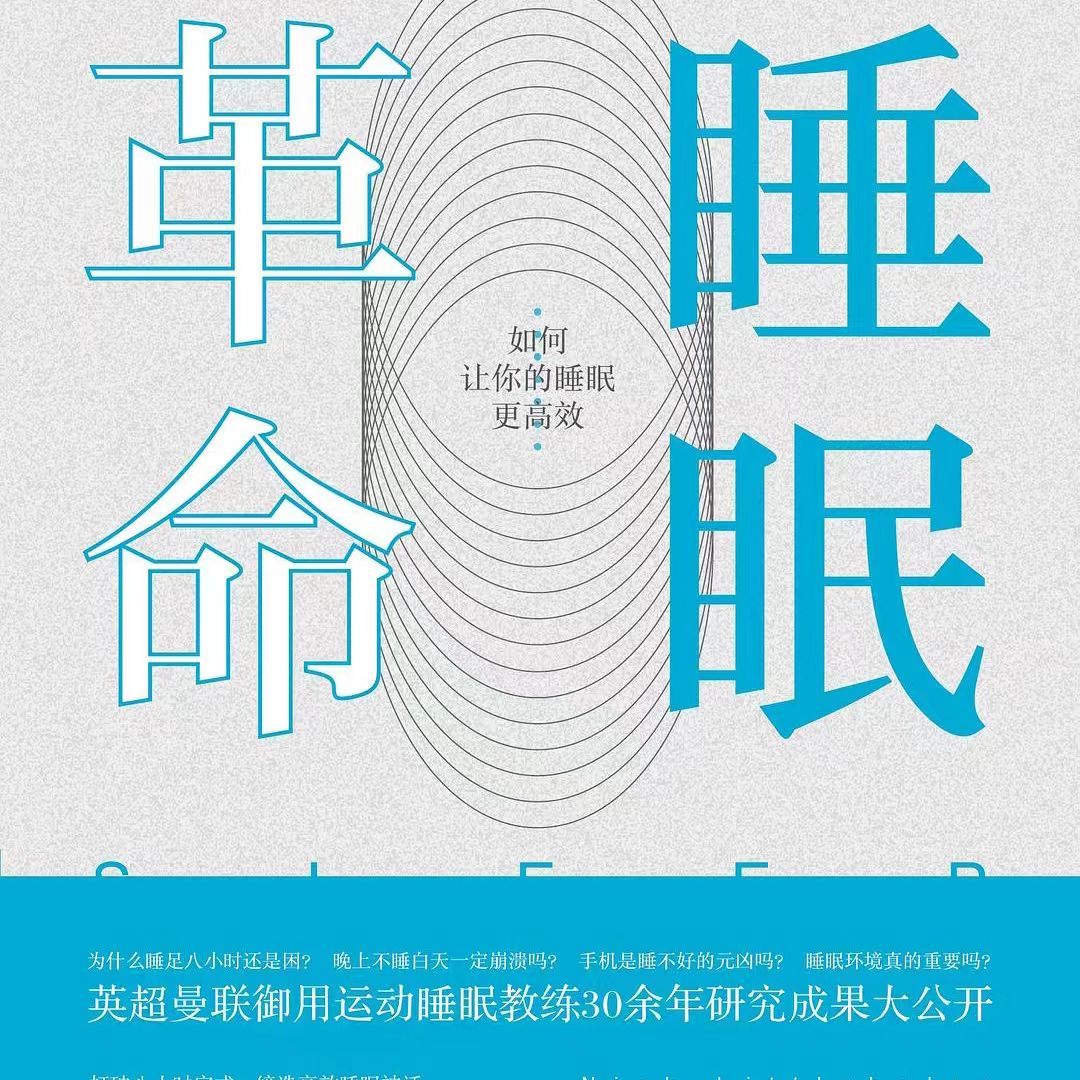 睡眠
革命
如何
让你的睡眠
更高效
SLEEP
为什么睡足八小时还是困? 晚上不睡白天一定崩溃吗? 手机是睡不好的元凶吗? 睡眠环境真的重要吗?
英超曼联御用运动睡眠教练30余年研究成果大公开